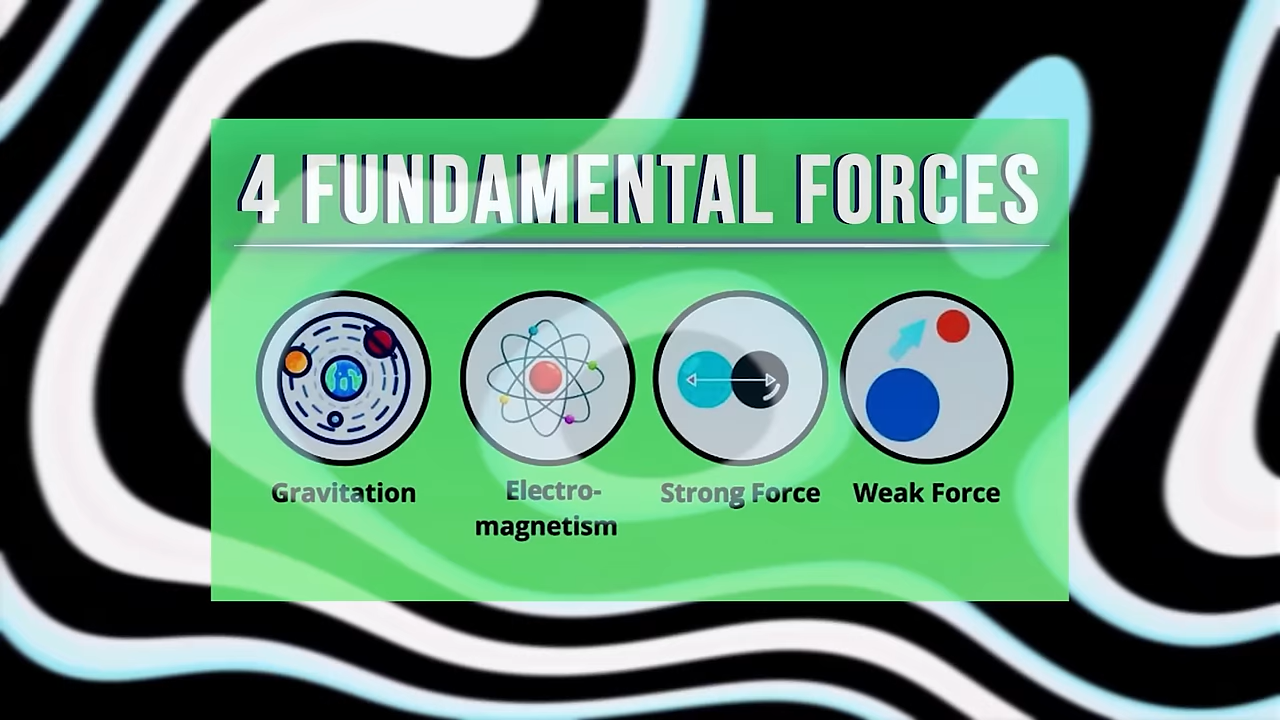 4 FUNDAMENTAL FORCES
Gravitation
Electro-
magnetism
Strong Force
Weak Force